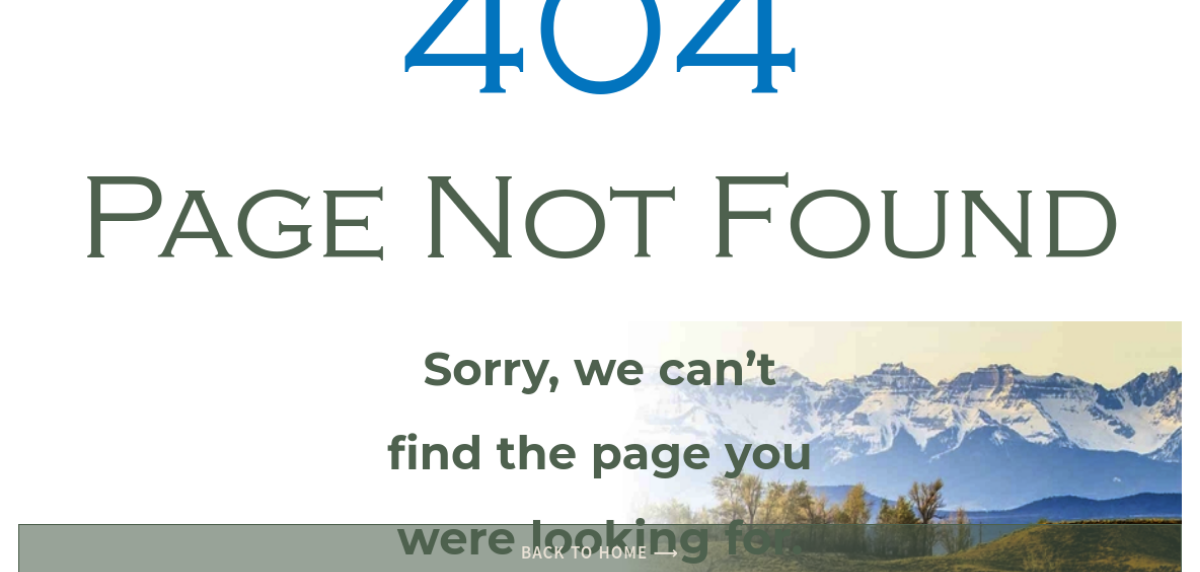 404
Page Not Found
Sorry, we can’t
find the page you
were looking for.
BACK TO HOME ⟶